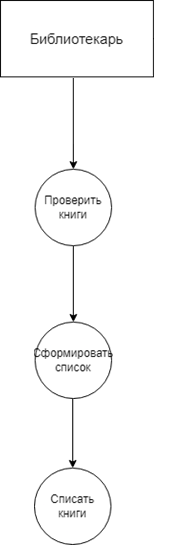 Библиотекарь
Проверить
книги
Сформировать
список
Списать
книги